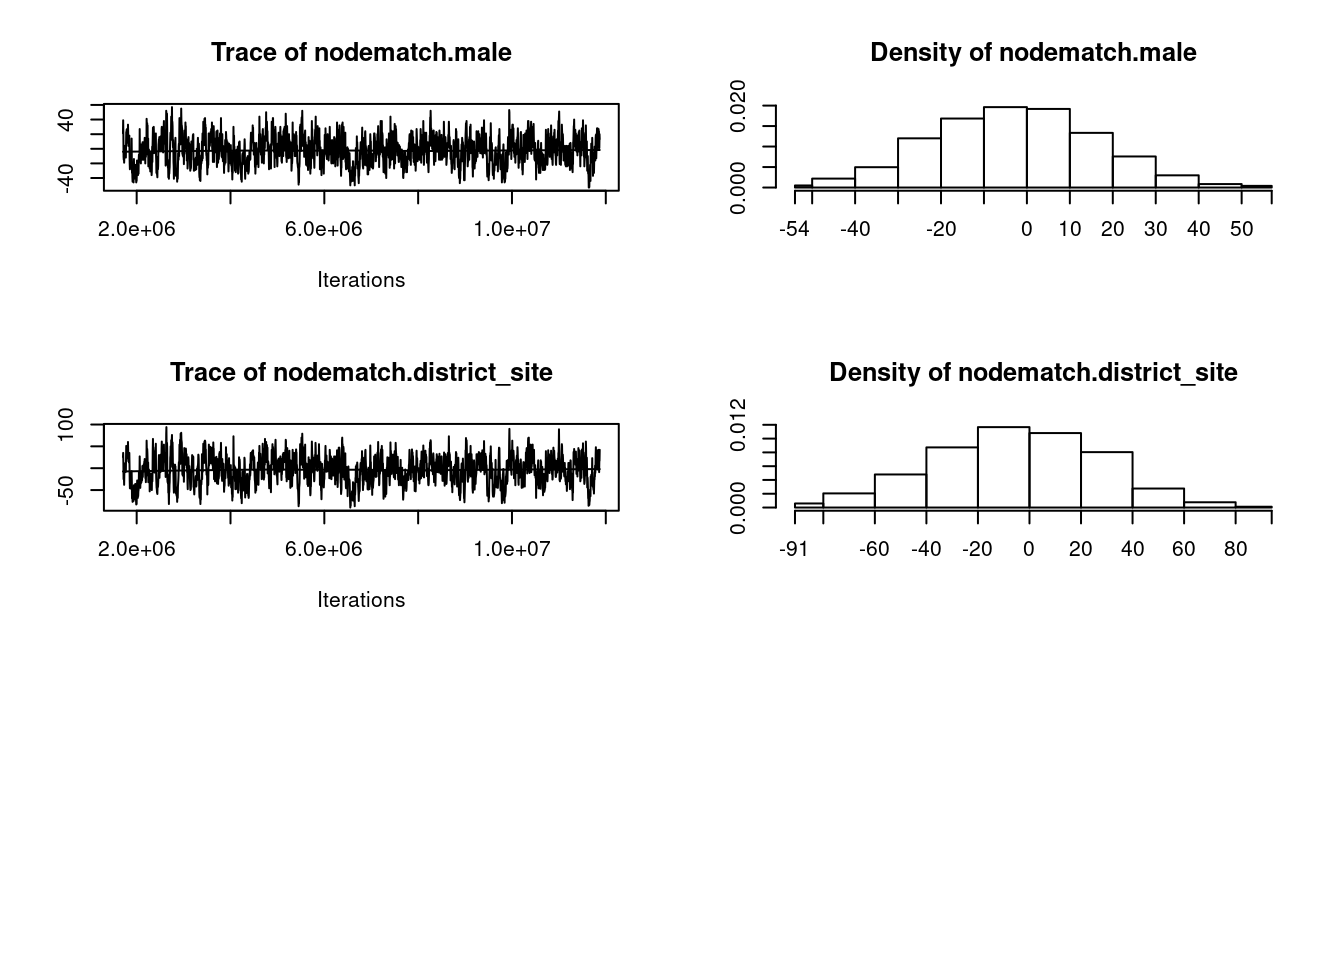 Trace of nodematch.male
40
-40
2.0e+06 6.0e+06 1.0e+07
Iterations
Density of nodematch.male
0.020
0.000
-54 -40 -20 0 10 20 30 40 50
Trace of nodematch.district_site
100
-50
2.0e+06 6.0e+06 1.0e+07
Iterations
Density of nodematch.district_site
0.012
0.000
-91 -60 -40 -20 0 20 40 60 80